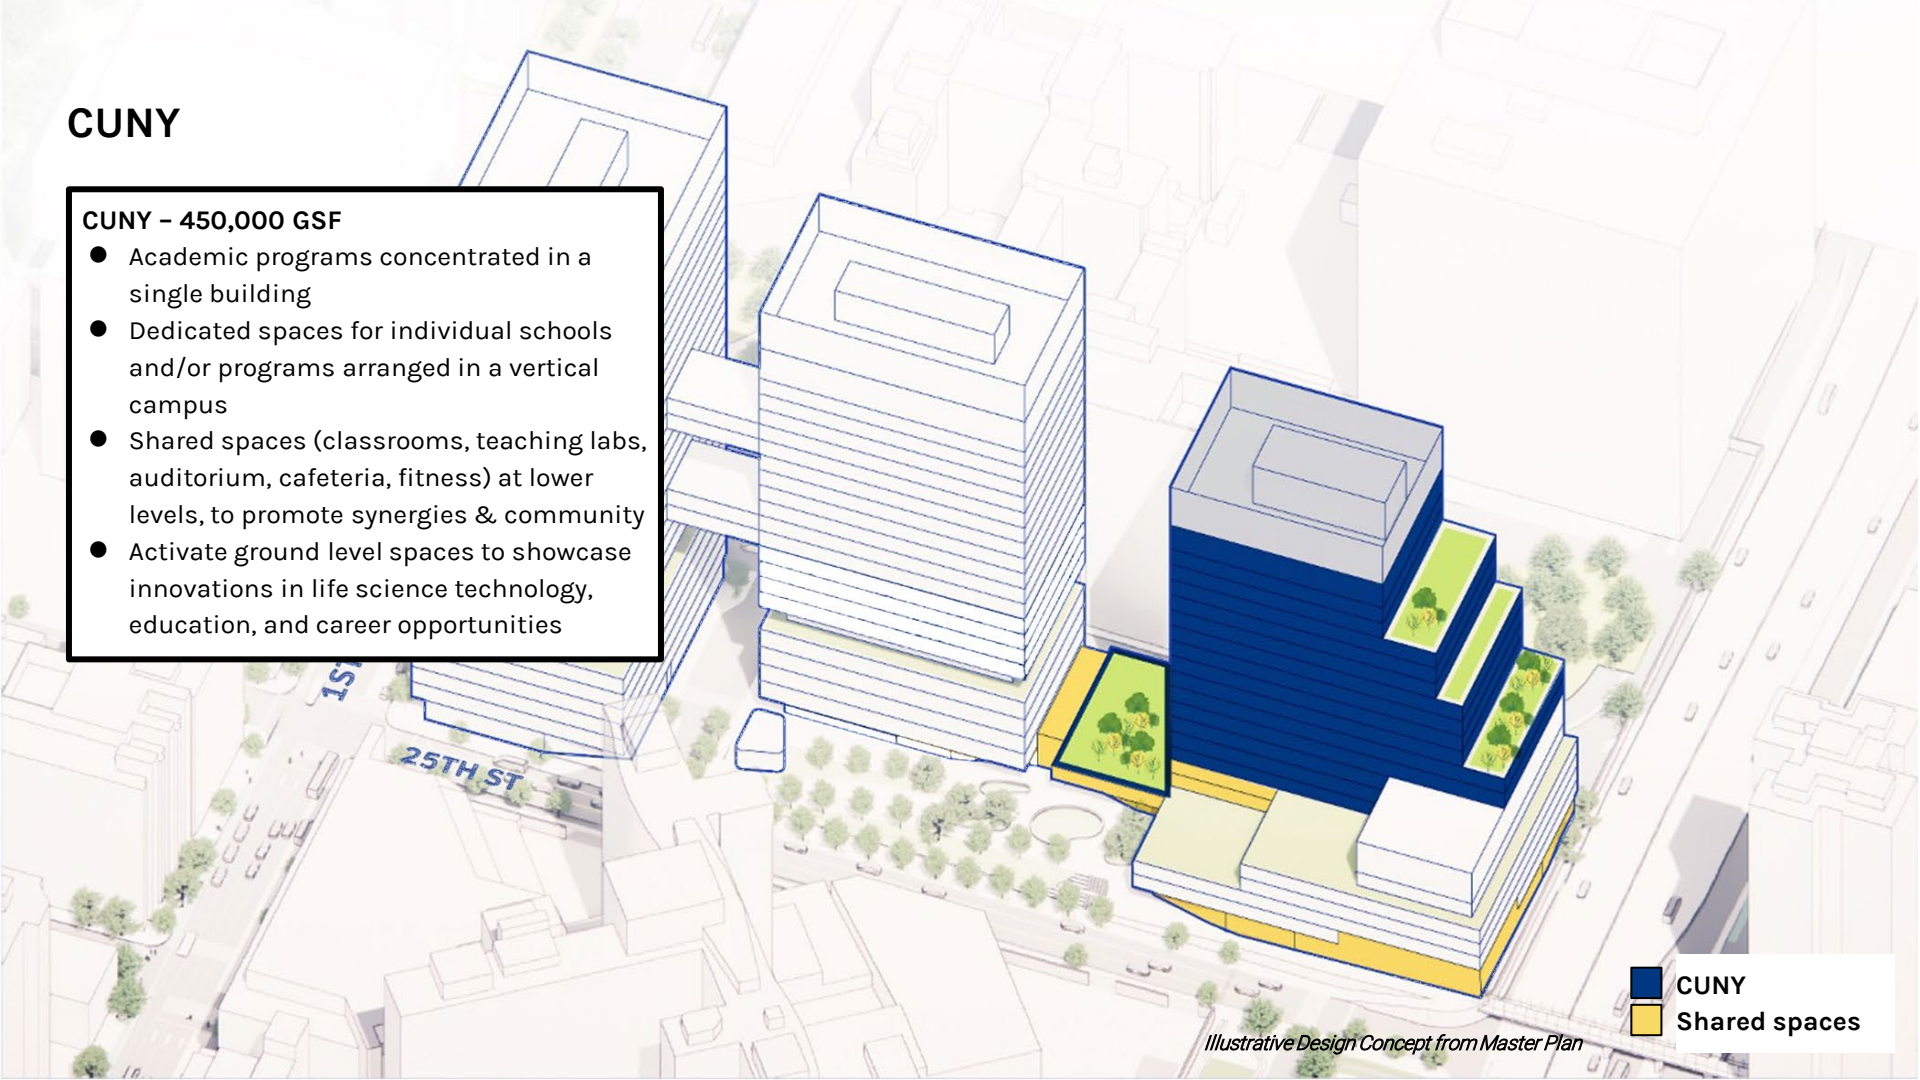 CUNY
CUNY – 450,000 GSF
● Academic programs concentrated in a
single building
● Dedicated spaces for individual schools
and/or programs arranged in a vertical
campus
● Shared spaces (classrooms, teaching labs,
auditorium, cafeteria, fitness) at lower
levels, to promote synergies & community
● Activate ground level spaces to showcase
innovations in life science technology,
education, and career opportunities
1ST
25TH ST
CUNY
Shared spaces
Illustrative Design Concept from Master Plan